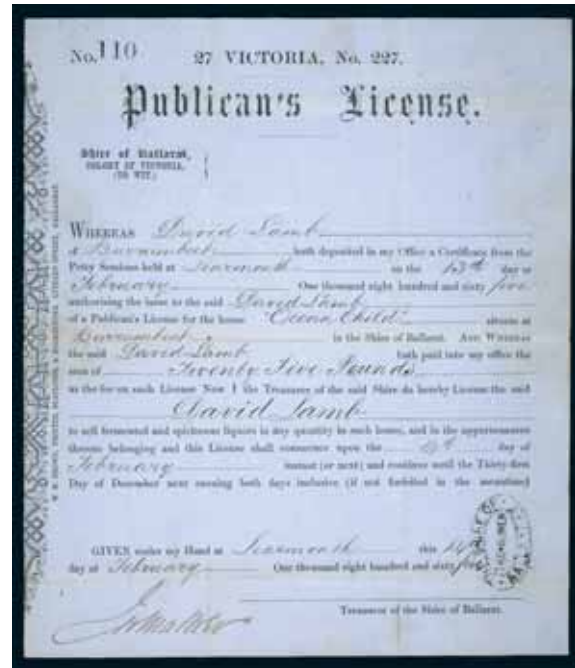 No. 110 27 VICTORIA, No. 227.
Publican's License.
Shire of Ballarat,
COLONY OF VICTORIA,
(TO WIT.)
WHEREAS David Lamb
hath deposited in my Office a Certificate from the
Petty Sessions held at Learmonth on the 13th day of
February One thousand eight hundred and sixty five
authorising the issue to the said David Lamb
of a Publican's License for the house "Ocean Child" situate at
in the Shire of Ballarat. AND WHEREAS
the said David Lamb hath paid into my office the
sum of Twenty Five Pounds
as the fee on such License Now I the Treasurer of the said Shire do hereby License the said
David Lamb
to sell fermented and spirituous liquors in any quantity in such house, and in the appurtenances
thereto belonging and this License shall commence upon the day of
February instant (or next) and continue until the Thirty-first
Day of December next ensuing both days inclusive (if not forfeited in the meantime)
GIVEN under my Hand at Learmonth this 14th
day of February One thousand eight hundred and sixty five
Treasurer of the Shire of Ballarat.